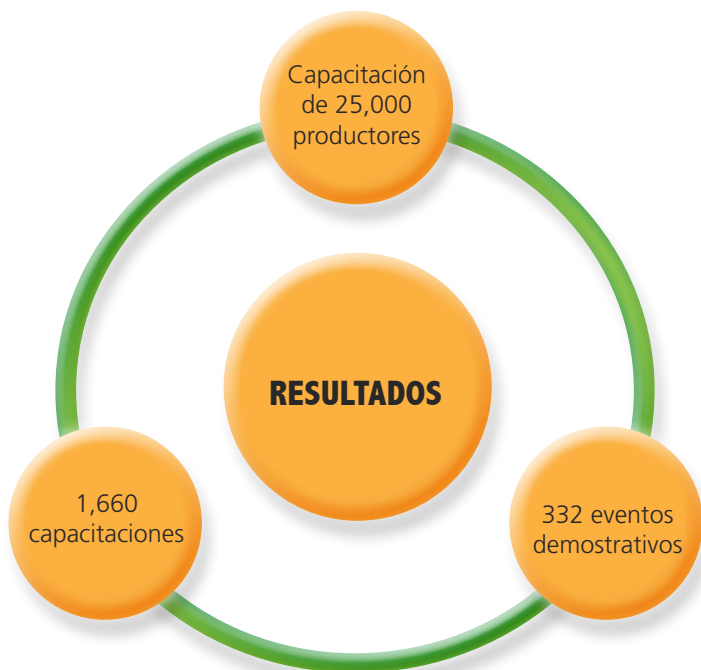 Capacitación
de 25,000
productores
RESULTADOS
1,660
capacitaciones
332 eventos
demostrativos